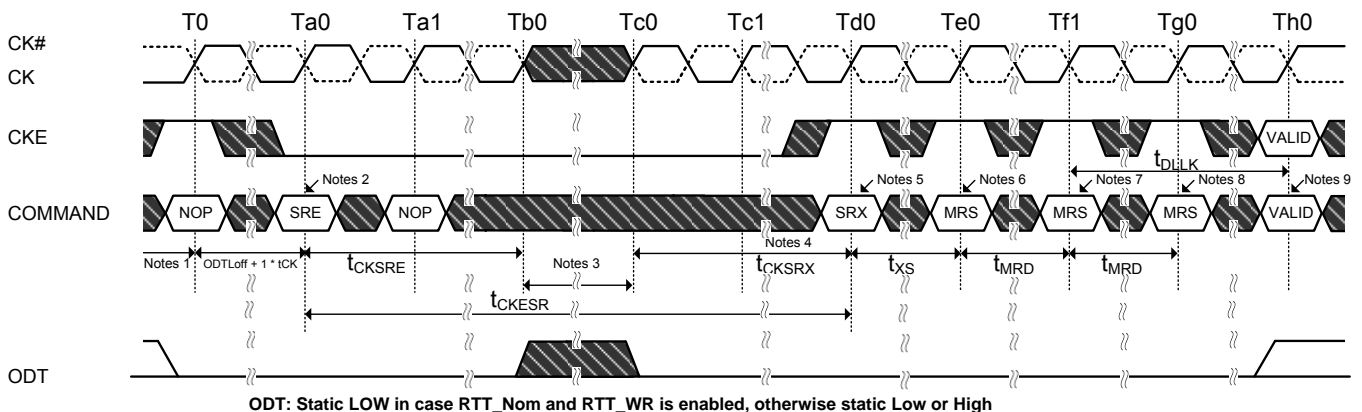 T0 Ta0 Ta1 Tb0 Tc0 Tc1 Td0 Te0 Tf1 Tg0 Th0
CK#
CK
CKE
VALID
tDLLK
Notes 2 Notes 5 Notes 6 Notes 7 Notes 8 Notes 9
COMMAND
NOP SRE NOP SRX MRS MRS MRS VALID
Notes 1 ODTLoff + 1 * tCK tCKSRE Notes 3 Notes 4 tCKSRX tXS tMRD tMRD
tCKESR
ODT
ODT: Static LOW in case RTT_Nom and RTT_WR is enabled, otherwise static Low or High